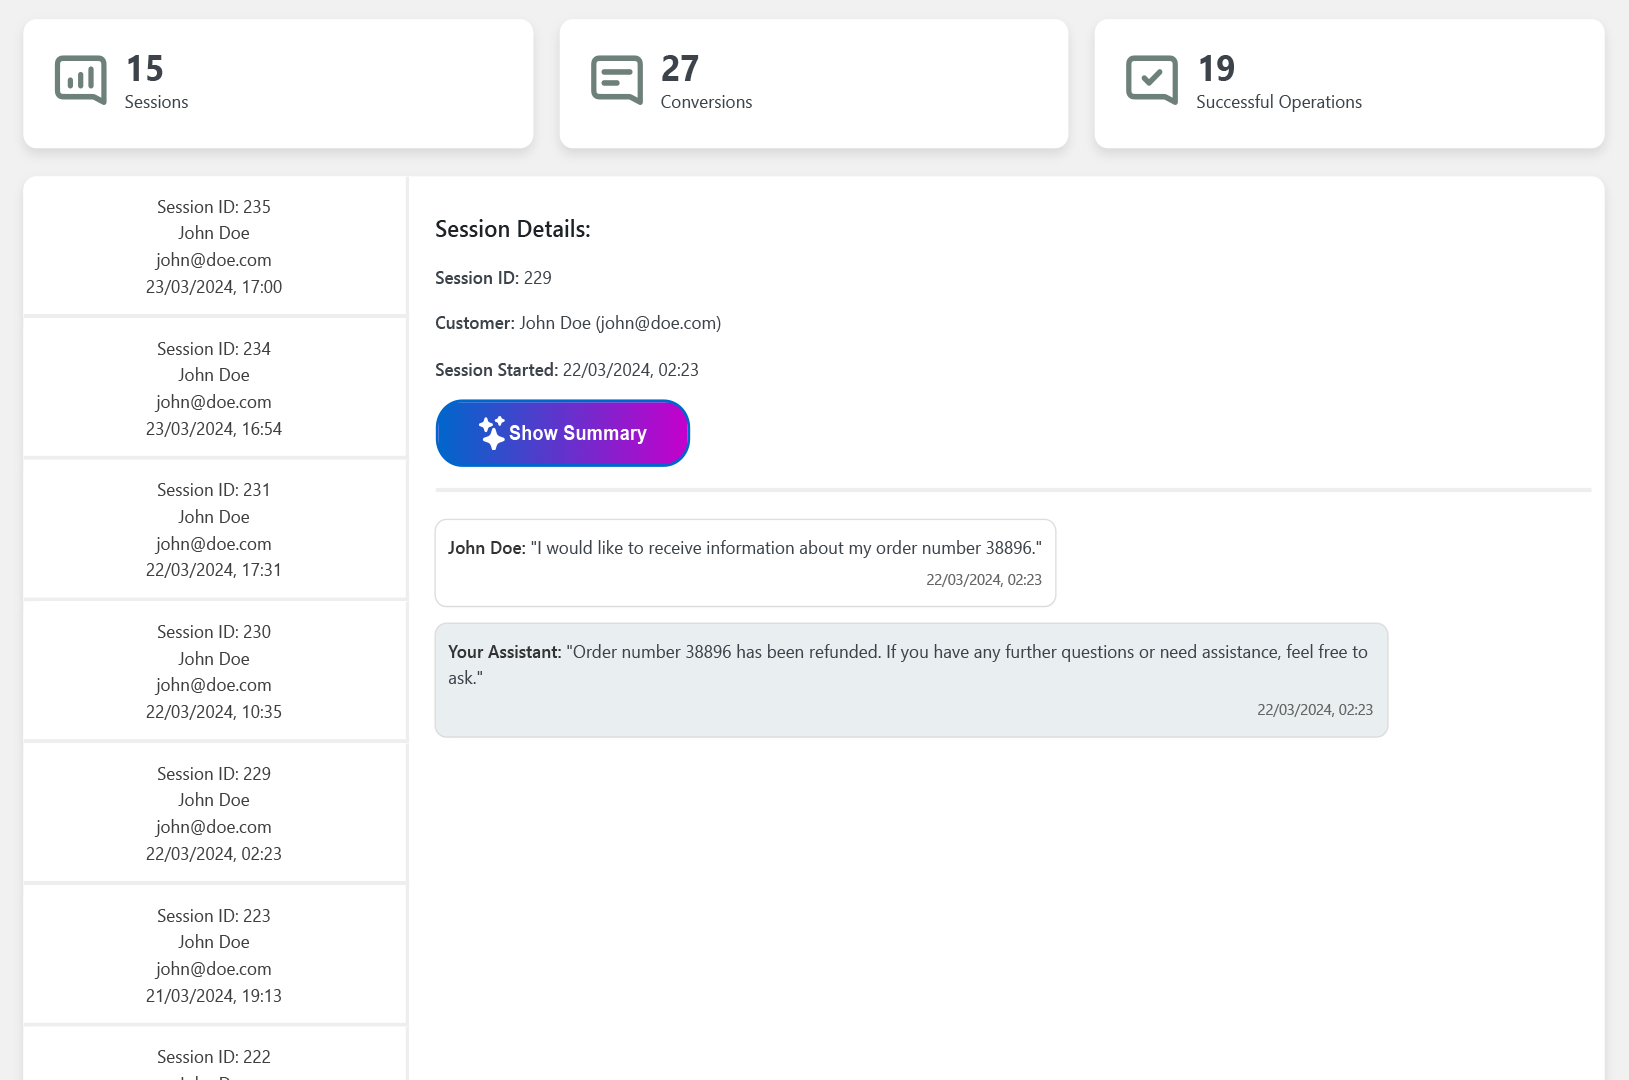 15
Sessions
27
Conversions
19
Successful Operations
Session ID: 235
John Doe
john@doe.com
23/03/2024, 17:00
Session ID: 234
John Doe
john@doe.com
23/03/2024, 16:54
Session ID: 231
John Doe
john@doe.com
22/03/2024, 17:31
Session ID: 230
John Doe
john@doe.com
22/03/2024, 10:35
Session ID: 229
John Doe
john@doe.com
22/03/2024, 02:23
Session ID: 223
John Doe
john@doe.com
21/03/2024, 19:13
Session ID: 222
Session Details:
Session ID: 229
Customer: John Doe (john@doe.com)
Session Started: 22/03/2024, 02:23
Show Summary
John Doe: "I would like to receive information about my order number 38896."
22/03/2024, 02:23
Your Assistant: "Order number 38896 has been refunded. If you have any further questions or need assistance, feel free to
ask."
22/03/2024, 02:23